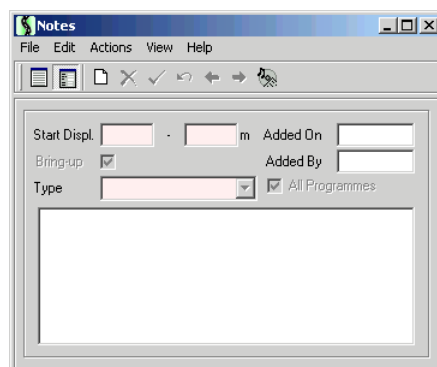 Notes
File Edit Actions View Help
Start Displ. - m Added On
Bring-up Added By
Type All Programmes